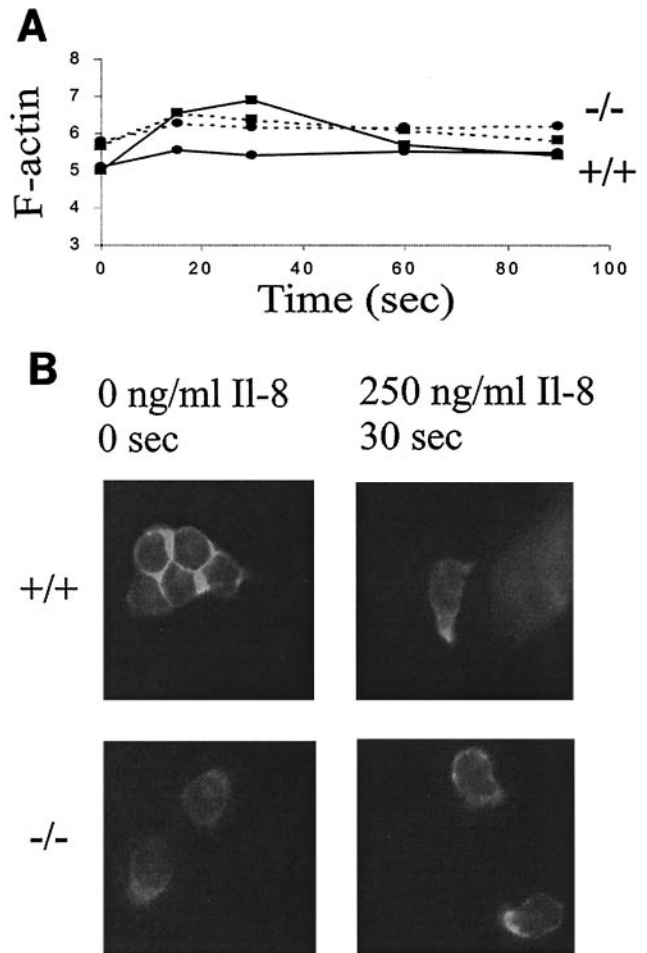 A
8
7
6
5
4
3
F-actin
0 20 40 60 80 100
Time (sec)
-/-
+/+
B
0 ng/ml Il-8
0 sec
250 ng/ml Il-8
30 sec
+/+
-/-